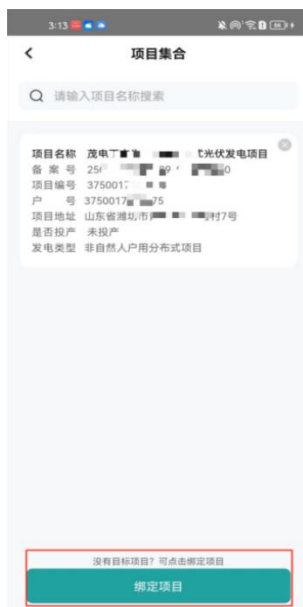 3:13
项目集合
请输入项目名称搜索
项目名称 茂电 光伏发电项目
备案号 25
项目编号 375001
户号 3750017 75
项目地址 山东省潍坊市 村7号
是否投产 未投产
发电类型 非自然人户用分布式项目
没有目标项目？可点击绑定项目
绑定项目